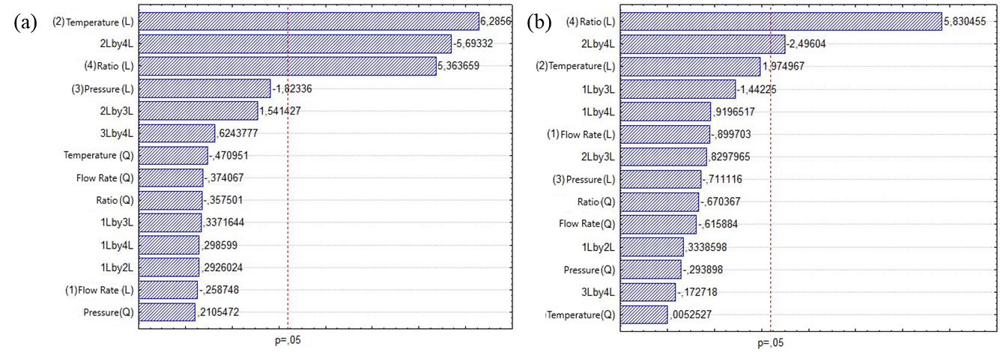 (a)
(2)Temperature (L) 6,2856
2Lby4L -5,69332
(4)Ratio (L) 5,363659
(3)Pressure (L) -1,82336
2Lby3L 1,541427
3Lby4L ,6243777
Temperature (Q) -,470951
Flow Rate (Q) -,374067
Ratio (Q) -,357501
1Lby3L ,3371644
1Lby4L ,298599
1Lby2L ,2926024
(1)Flow Rate (L) -,258748
Pressure(Q) ,2105472
p=,05
(b)
(4)Ratio(L) 5,830455
2Lby4L -2,49604
(2)Temperature(L) 1,974967
1Lby3L -1,44225
1Lby4L ,9196517
(1)Flow Rate(L) -,899703
2Lby3L ,8297965
(3)Pressure(L) -,711116
Ratio(Q) -,670367
Flow Rate(Q) -,615884
1Lby2L ,3338598
Pressure(Q) -,293898
3Lby4L -,172718
Temperature(Q) ,0052527
p=,05